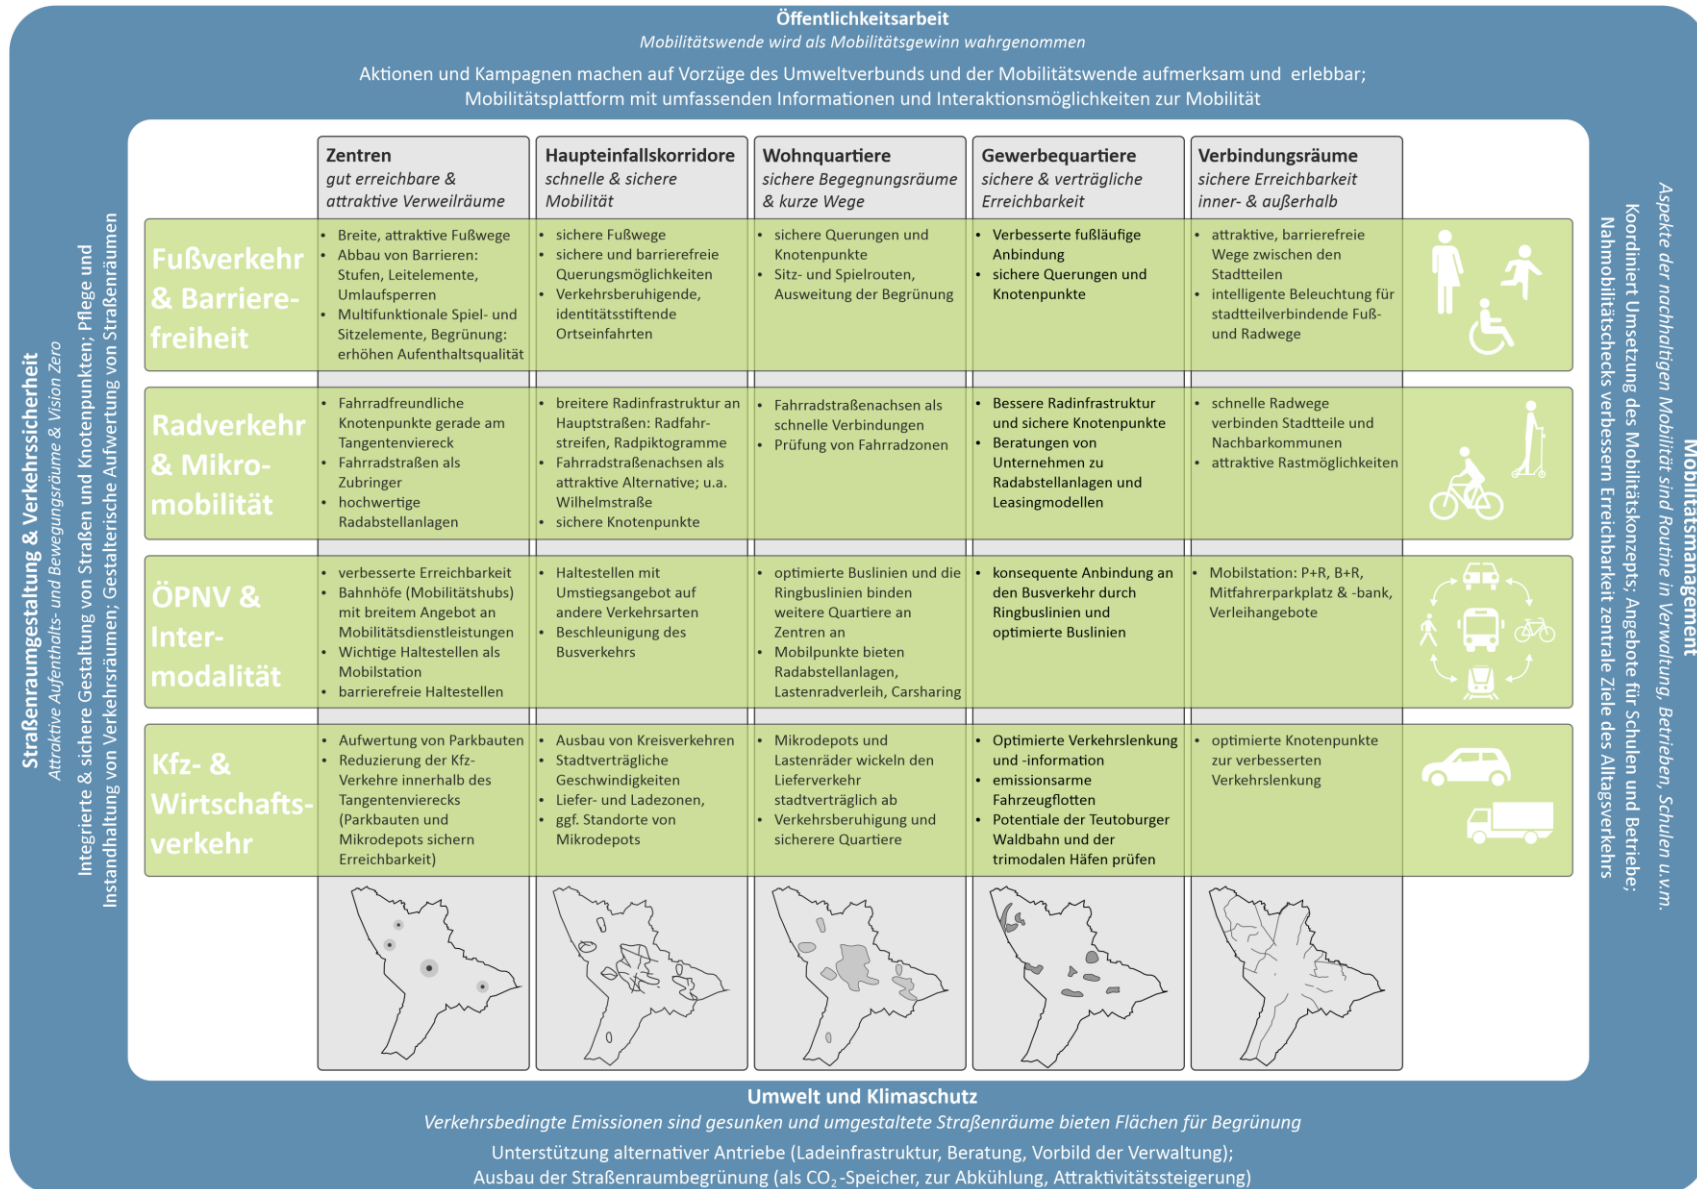 Öffentlichkeitsarbeit
Mobilitätswende wird als Mobilitätsgewinn wahrgenommen
Aktionen und Kampagnen machen auf Vorzüge des Umweltverbunds und der Mobilitätswende aufmerksam und erlebbar;
Mobilitätsplattform mit umfassenden Informationen und Interaktionsmöglichkeiten zur Mobilität
Straßenraumgestaltung & Verkehrssicherheit
Attraktive Aufenthalts- und Bewegungsräume & Vision Zero
Integrierte & sichere Gestaltung von Straßen und Knotenpunkten; Pflege und
Instandhaltung von Verkehrsräumen; Gestalterische Aufwertung von Straßenräumen
Zentren
gut erreichbare &
attraktive Verweilräume
Haupteinfallskorridore
schnelle & sichere
Mobilität
Wohnquartiere
sichere Begegnungsräume
& kurze Wege
Gewerbequartiere
sichere & verträgliche
Erreichbarkeit
Verbindungsräume
sichere Erreichbarkeit
inner- & außerhalb
Fußverkehr
& Barriere-
freiheit
• Breite, attraktive Fußwege
• Abbau von Barrieren:
Stufen, Leitelemente,
Umlaufsperren
• Multifunktionale Spiel- und
Sitzelemente, Begrünung:
erhöhen Aufenthaltsqualität
• sichere Fußwege
• sichere und barrierefreie
Querungsmöglichkeiten
• Verkehrsberuhigende,
identitätsstiftende
Ortseinfahrten
• sichere Querungen und
Knotenpunkte
• Sitz- und Spielrouten,
Ausweitung der Begrünung
• Verbesserte fußläufige
Anbindung
• sichere Querungen und
Knotenpunkte
• attraktive, barrierefreie
Wege zwischen den
Stadtteilen
• intelligente Beleuchtung für
stadtteilverbindende Fuß-
und Radwege
Radverkehr
& Mikro-
mobilität
• Fahrradfreundliche
Knotenpunkte gerade am
Tangentenviereck
• Fahrradstraßen als
Zubringer
• hochwertige
Radabstellanlagen
• breitere Radinfrastruktur an
Hauptstraßen: Radfahr-
streifen, Radpiktogramme
• Fahrradstraßenachsen als
attraktive Alternative; u.a.
Wilhelmstraße
• sichere Knotenpunkte
• Fahrradstraßenachsen als
schnelle Verbindungen
• Prüfung von Fahrradzonen
• Bessere Radinfrastruktur
und sichere Knotenpunkte
• Beratungen von
Unternehmen zu
Radabstellanlagen und
Leasingmodellen
• schnelle Radwege
verbinden Stadtteile und
Nachbarkommunen
• attraktive Rastmöglichkeiten
ÖPNV &
Inter-
modalität
• verbesserte Erreichbarkeit
• Bahnhöfe (Mobilitätshubs)
mit breitem Angebot an
Mobilitätsdienstleistungen
• Wichtige Haltestellen als
Mobilstation
• barrierefreie Haltestellen
• Haltestellen mit
Umstiegsangebot auf
andere Verkehrsarten
• Beschleunigung des
Busverkehrs
• optimierte Buslinien und die
Ringbuslinien binden
weitere Quartiere an
Zentren an
• Mobilpunkte bieten
Radabstellanlagen,
Lastenradverleih, Carsharing
• konsequente Anbindung an
den Busverkehr durch
Ringbuslinien und
optimierte Buslinien
• Mobilstation: P+R, B+R,
Mitfahrerparkplatz & -bank,
Verleihangebote
Kfz- &
Wirtschafts-
verkehr
• Aufwertung von Parkbauten
• Reduzierung der Kfz-
Verkehre innerhalb des
Tangentenvierecks
(Parkbauten und
Mikrodepots sichern
Erreichbarkeit)
• Ausbau von Kreisverkehren
• Stadtverträgliche
Geschwindigkeiten
• Liefer- und Ladezonen,
• ggf. Standorte von
Mikrodepots
• Mikrodepots und
Lastenräder wickeln den
Lieferverkehr
stadtverträglich ab
• Verkehrsberuhigung und
sicherere Quartiere
• Optimierte Verkehrslenkung
und -information
• emissionsarme
Fahrzeugflotten
• Potentiale der Teutoburger
Waldbahn und der
trimodalen Häfen prüfen
• optimierte Knotenpunkte
zur verbesserten
Verkehrslenkung
Mobilitätsmanagement
Aspekte der nachhaltigen Mobilität sind Routine in Verwaltung, Betrieben, Schulen u.v.m.
Koordiniert Umsetzung des Mobilitätskonzepts; Angebote für Schulen und Betriebe;
Nahmobilitätschecks verbessern Erreichbarkeit zentrale Ziele des Alltagsverkehrs
Umwelt und Klimaschutz
Verkehrsbedingte Emissionen sind gesunken und umgestaltete Straßenräume bieten Flächen für Begrünung
Unterstützung alternativer Antriebe (Ladeinfrastruktur, Beratung, Vorbild der Verwaltung);
Ausbau der Straßenraumbegrünung (als CO₂-Speicher, zur Abkühlung, Attraktivitätssteigerung)